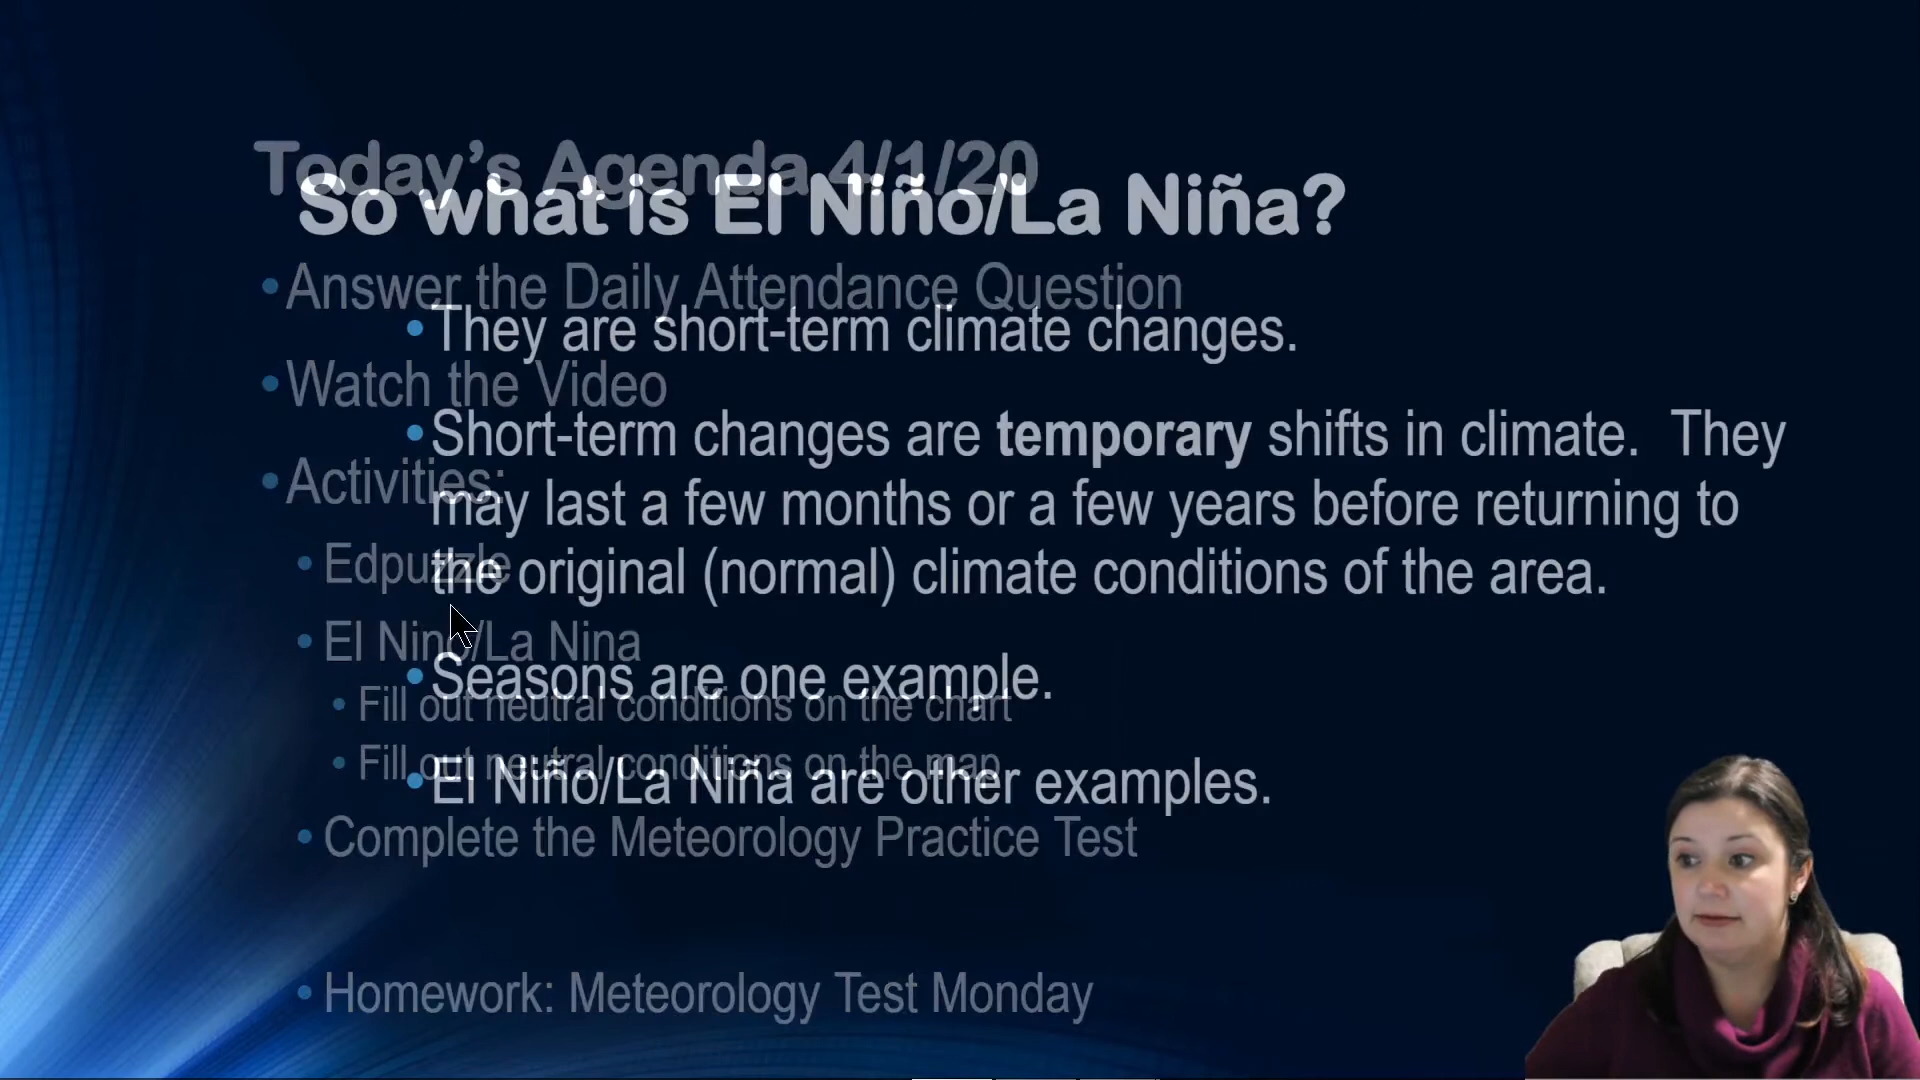 Today’s Agenda 4/1/20
• Answer the Daily Attendance Question
• Watch the Video
• Activities:
• Edpuzzle
• El Nino/La Nina
• Fill out neutral conditions on the chart
• Fill out neutral conditions on the map
• Complete the Meteorology Practice Test
• Homework: Meteorology Test Monday
So what is El Niño/La Niña?
• They are short-term climate changes.
• Short-term changes are temporary shifts in climate. They
may last a few months or a few years before returning to
the original (normal) climate conditions of the area.
• Seasons are one example.
• El Niño/La Niña are other examples.